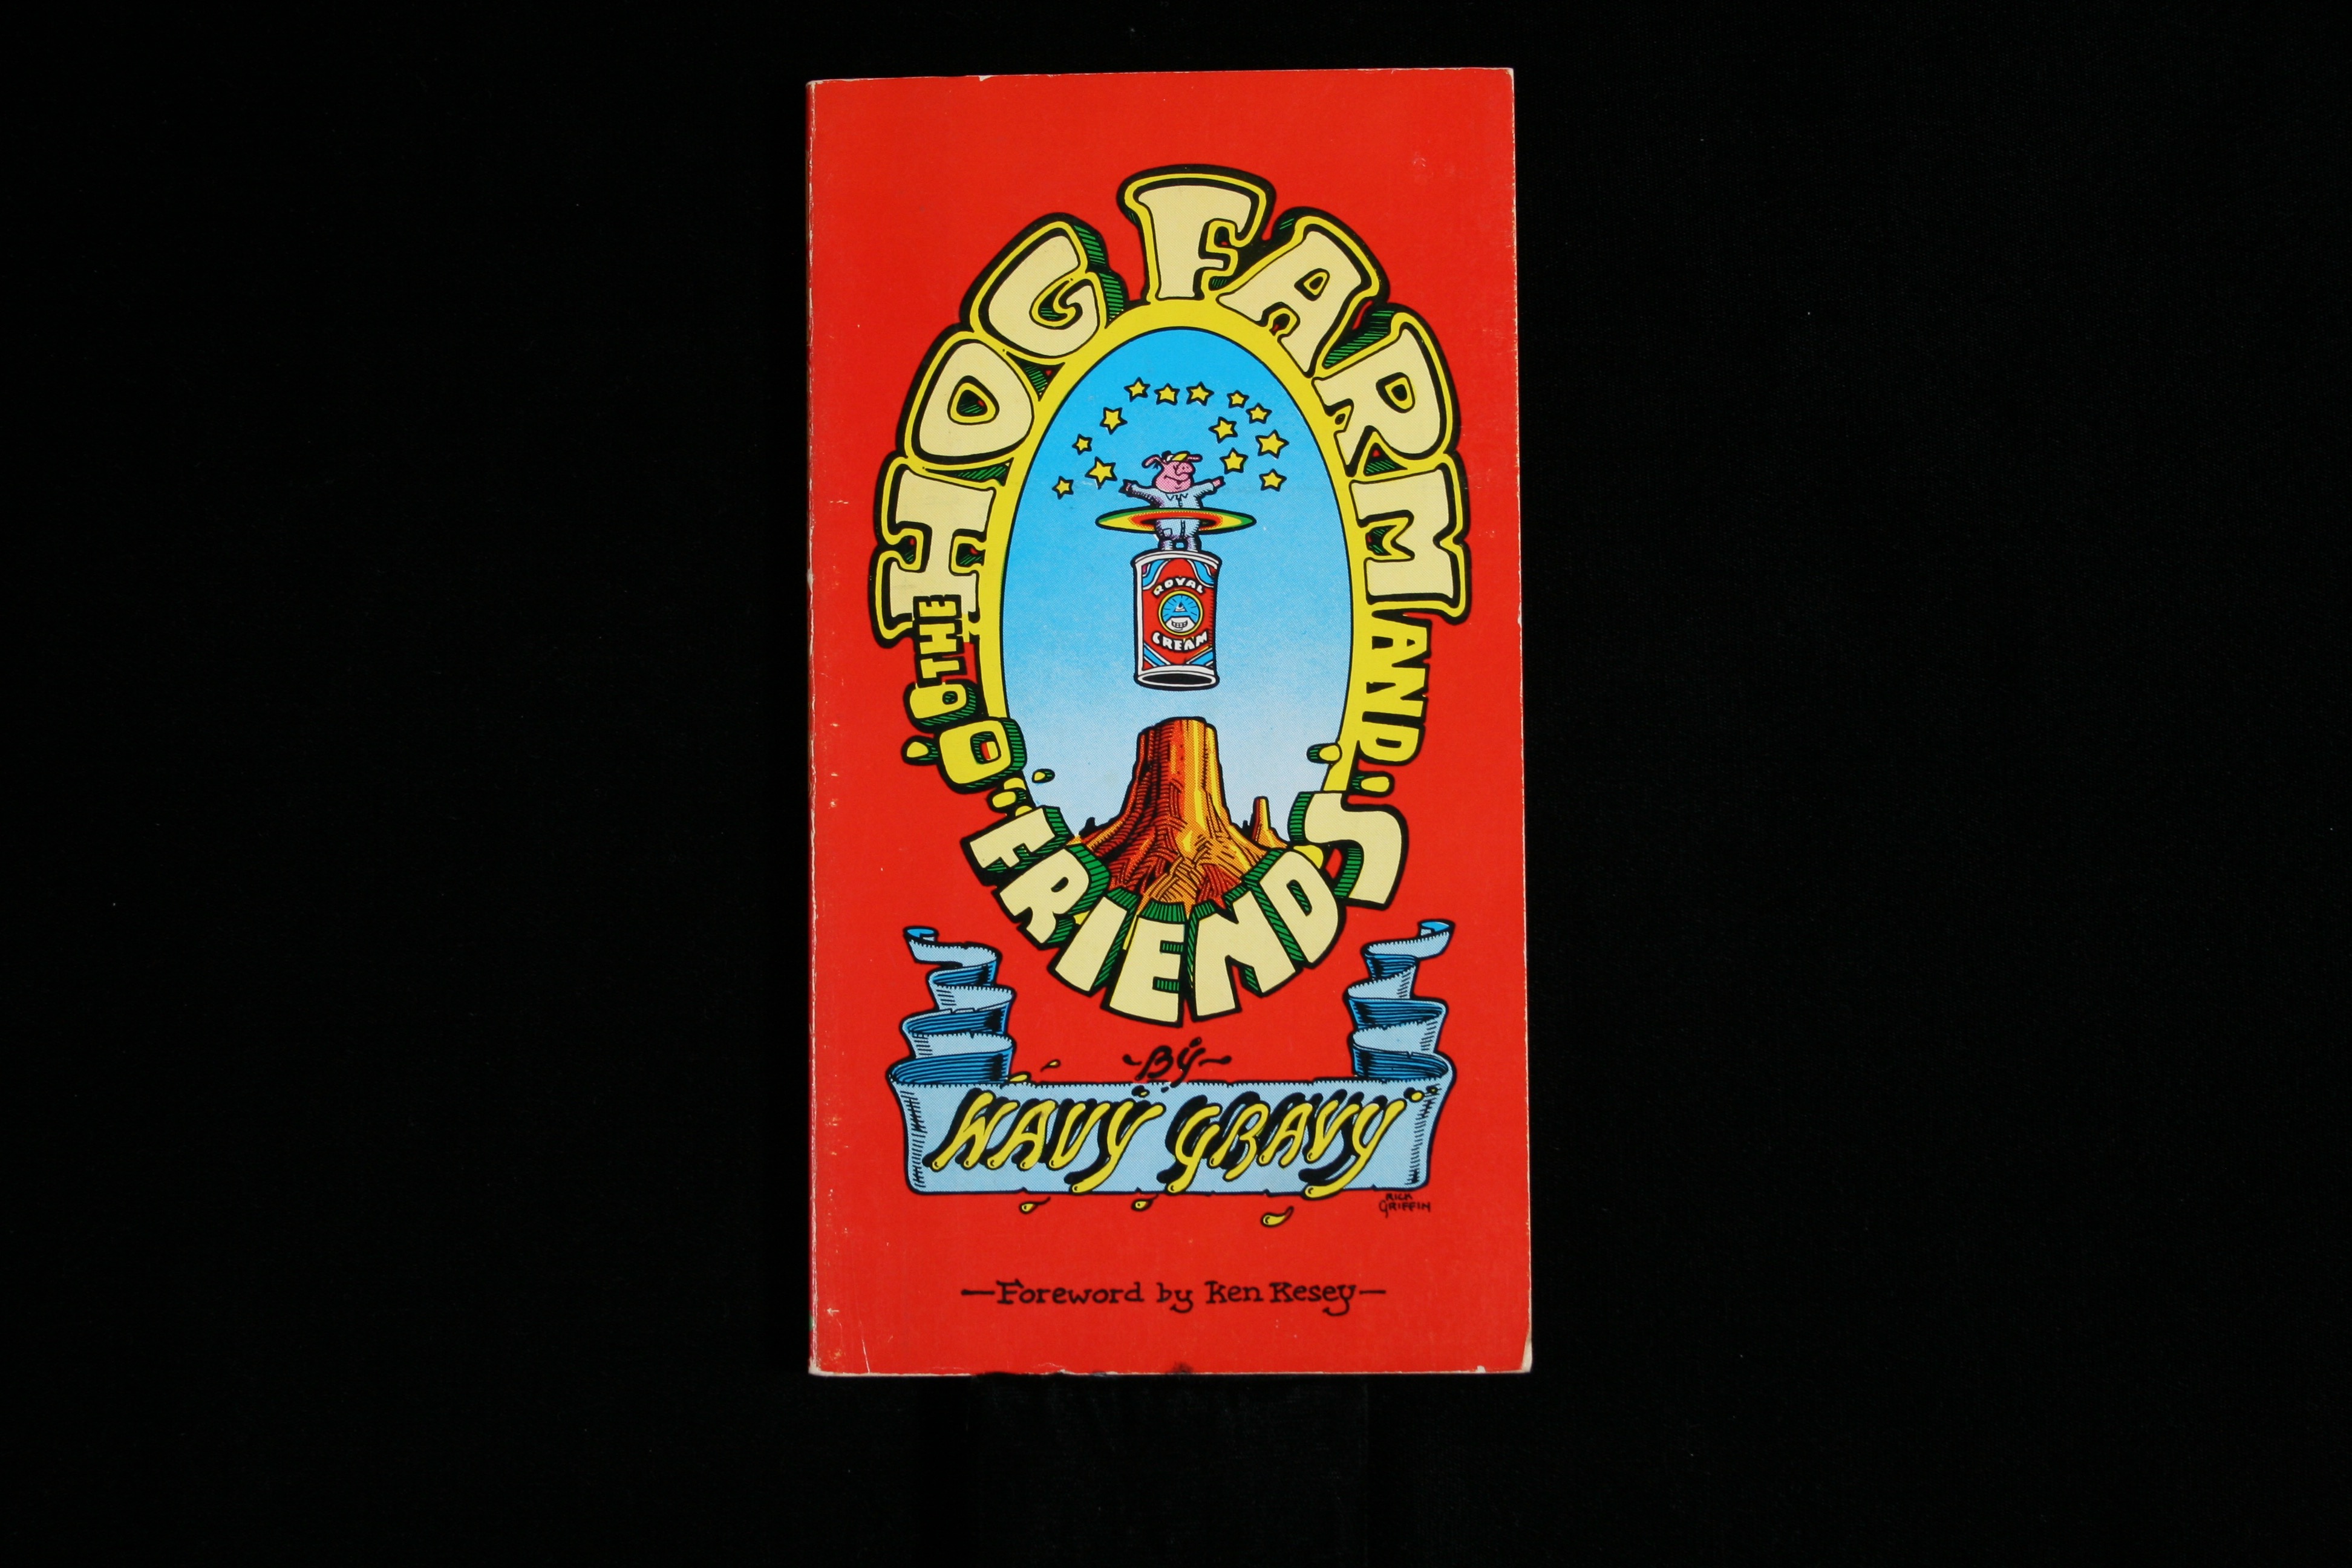 THE
HOG FARM
AND
FRIENDS
ROYAL
CREAM
-BY-
WAVY GRAVY
RICK
GRIFFIN
—Foreword by Ken Kesey—